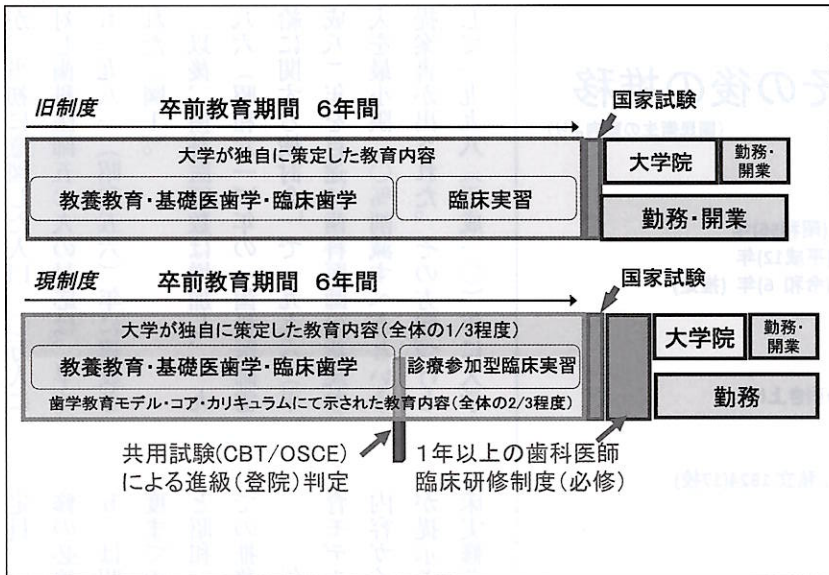 その後の推移
旧制度 卒前教育期間 6年間
国家試験
大学が独自に策定した教育内容
教養教育・基礎医歯学・臨床歯学
臨床実習
大学院
勤務・
開業
勤務・開業
現制度 卒前教育期間 6年間
国家試験
大学が独自に策定した教育内容(全体の1/3程度)
教養教育・基礎医歯学・臨床歯学
診療参加型臨床実習
歯学教育モデル・コア・カリキュラムにて示された教育内容(全体の2/3程度)
大学院
勤務・
開業
勤務
共用試験(CBT/OSCE)
による進級(登院)判定
1年以上の歯科医師
臨床研修制度(必修)